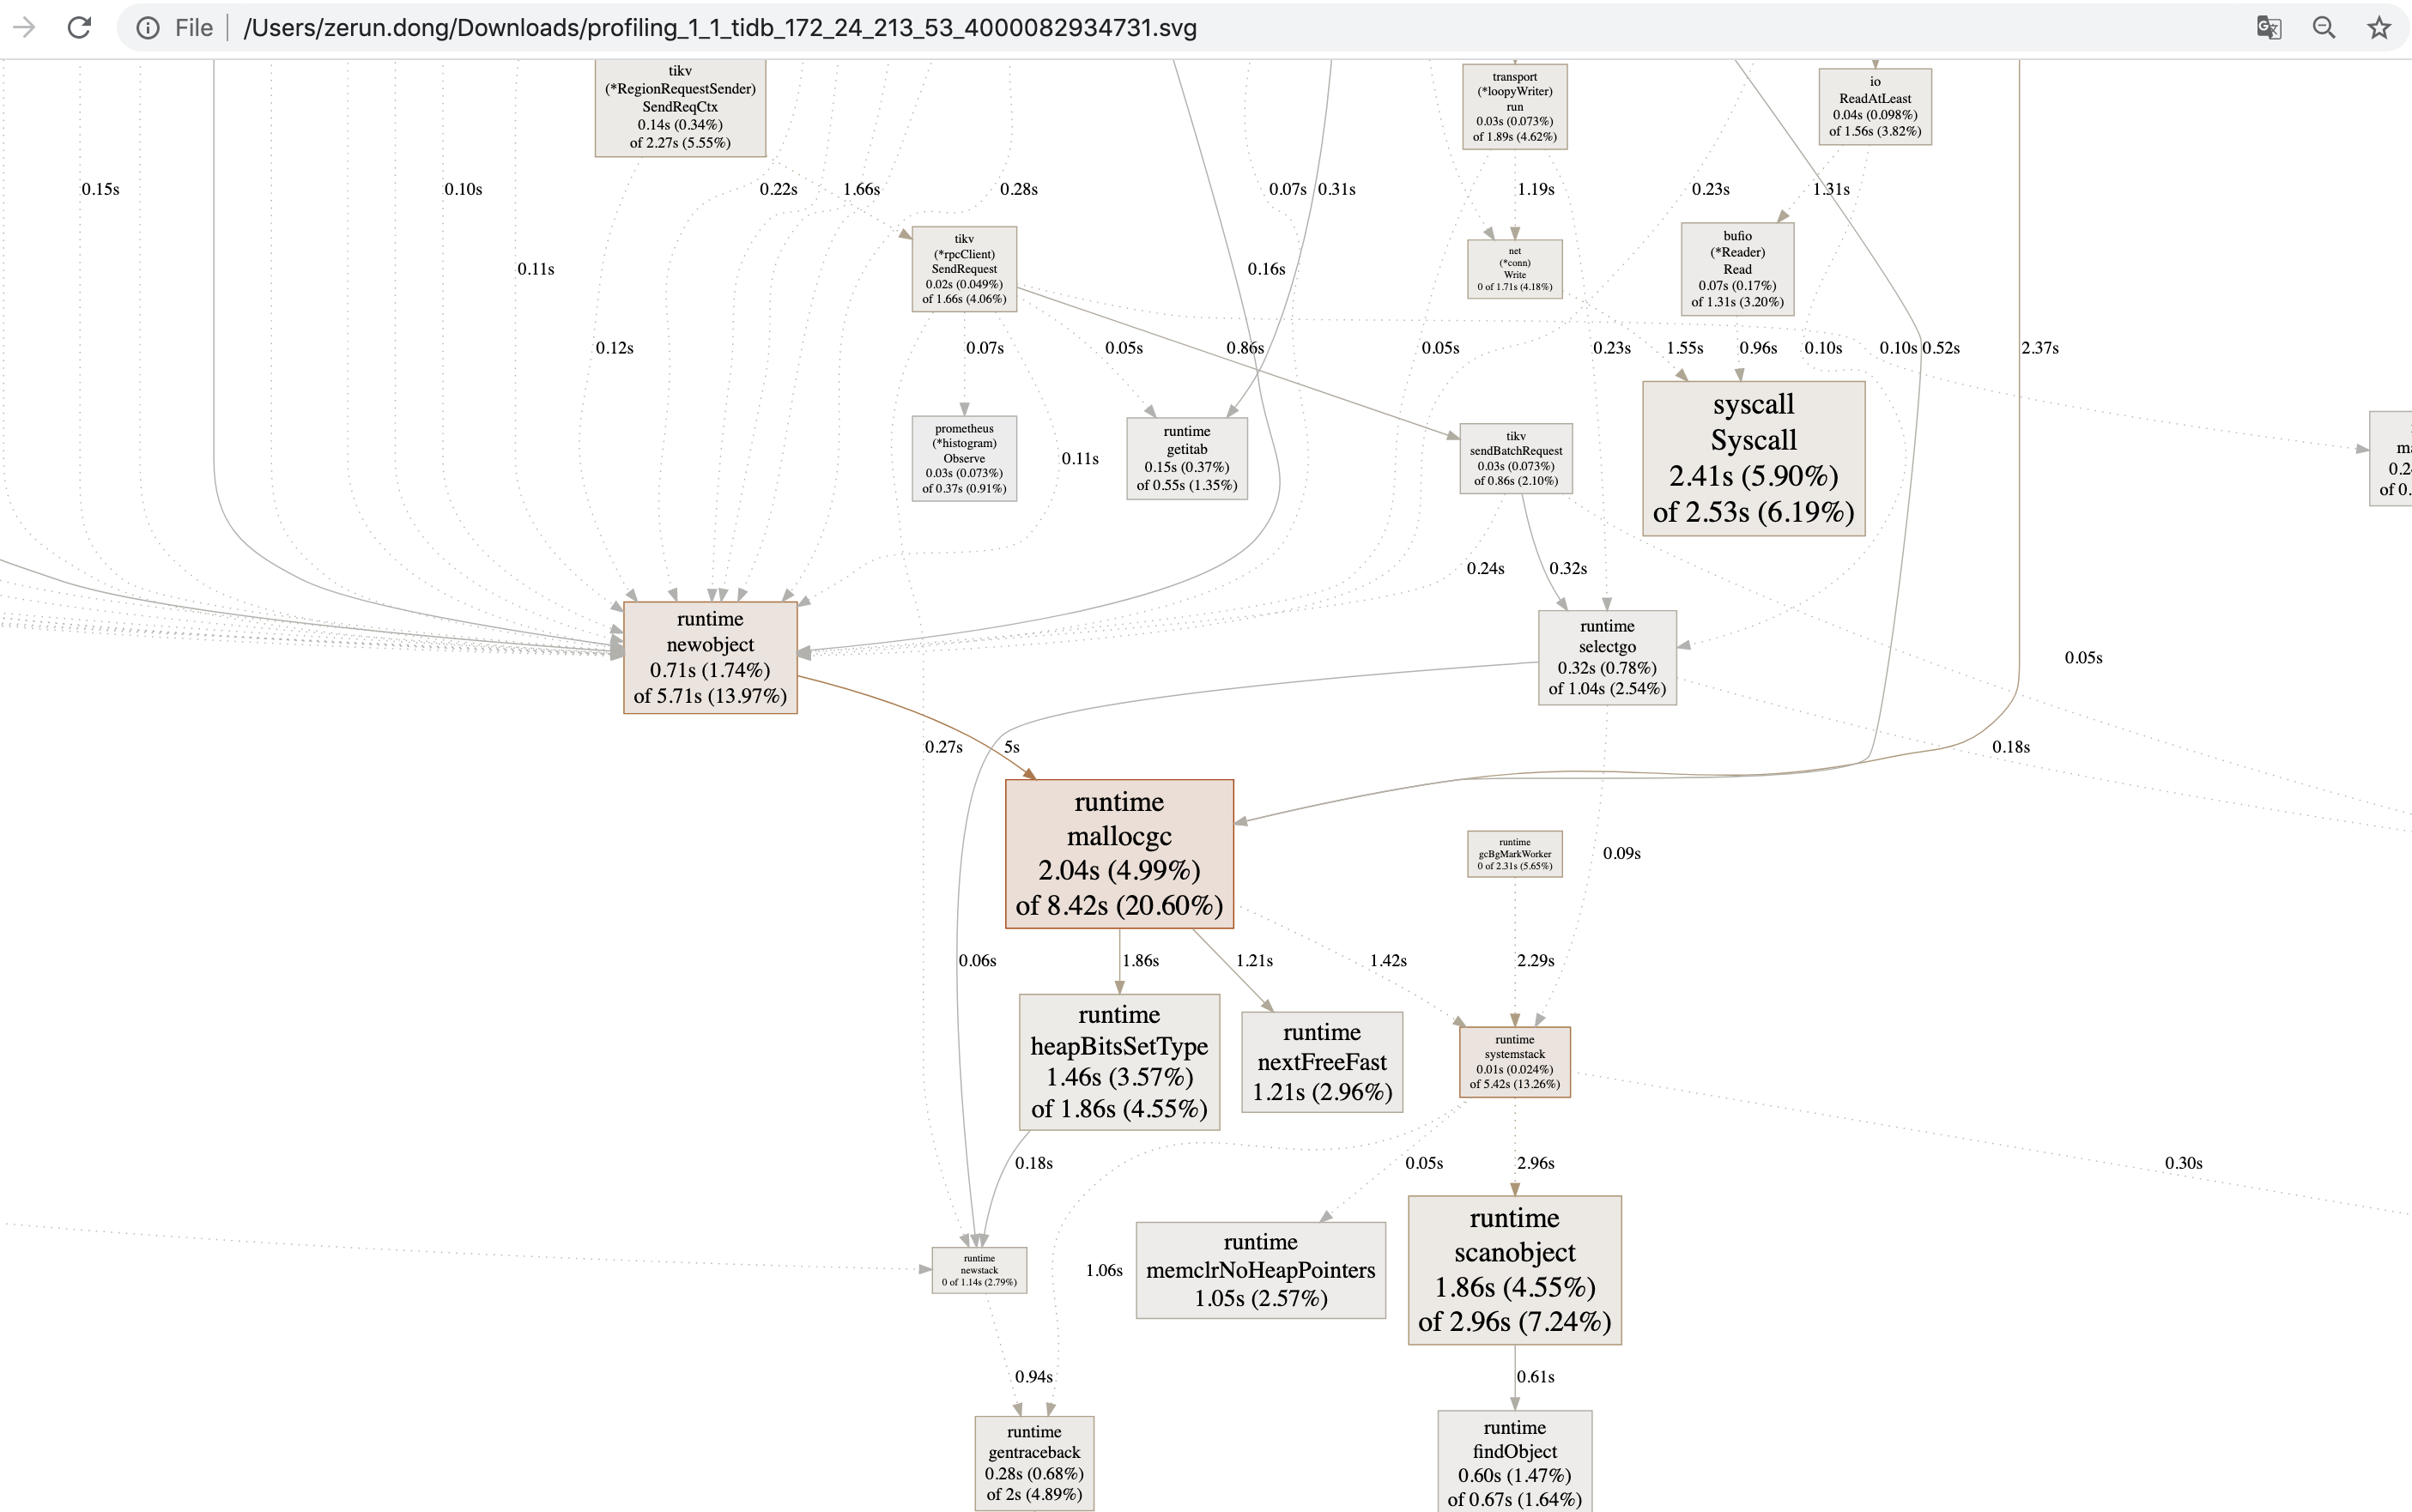 File
/Users/zerun.dong/Downloads/profiling_1_1_tidb_172_24_213_53_4000082934731.svg
tikv
(*RegionRequestSender)
SendReqCtx
0.14s (0.34%)
of 2.27s (5.55%)
transport
(*loopyWriter)
run
0.03s (0.073%)
of 1.89s (4.62%)
io
ReadAtLeast
0.04s (0.098%)
of 1.56s (3.82%)
0.15s
0.10s
0.22s
1.66s
0.28s
0.07s
0.31s
1.19s
0.23s
1.31s
tikv
(*rpcClient)
SendRequest
0.02s (0.049%)
of 1.66s (4.06%)
net
(*conn)
Write
0 of 1.71s (4.18%)
bufio
(*Reader)
Read
0.07s (0.17%)
of 1.31s (3.20%)
0.11s
0.16s
0.12s
0.07s
0.05s
0.86s
0.05s
0.23s
1.55s
0.96s
0.10s
0.10s
0.52s
2.37s
prometheus
(*histogram)
Observe
0.03s (0.073%)
of 0.37s (0.91%)
0.11s
runtime
getitab
0.15s (0.37%)
of 0.55s (1.35%)
tikv
sendBatchRequest
0.03s (0.073%)
of 0.86s (2.10%)
syscall
Syscall
2.41s (5.90%)
of 2.53s (6.19%)
of 0.
0.24s
0.32s
runtime
newobject
0.71s (1.74%)
of 5.71s (13.97%)
runtime
selectgo
0.32s (0.78%)
of 1.04s (2.54%)
0.05s
0.27s
5s
0.18s
runtime
mallocgc
2.04s (4.99%)
of 8.42s (20.60%)
runtime
gcBgMarkWorker
0 of 2.31s (5.65%)
0.09s
0.06s
1.86s
1.21s
1.42s
2.29s
runtime
heapBitsSetType
1.46s (3.57%)
of 1.86s (4.55%)
runtime
nextFreeFast
1.21s (2.96%)
runtime
systemstack
0.01s (0.024%)
of 5.42s (13.26%)
0.18s
0.05s
2.96s
0.30s
runtime
newstack
0 of 1.14s (2.79%)
1.06s
runtime
memclrNoHeapPointers
1.05s (2.57%)
runtime
scanobject
1.86s (4.55%)
of 2.96s (7.24%)
0.94s
0.61s
runtime
gentraceback
0.28s (0.68%)
of 2s (4.89%)
runtime
findObject
0.60s (1.47%)
of 0.67s (1.64%)